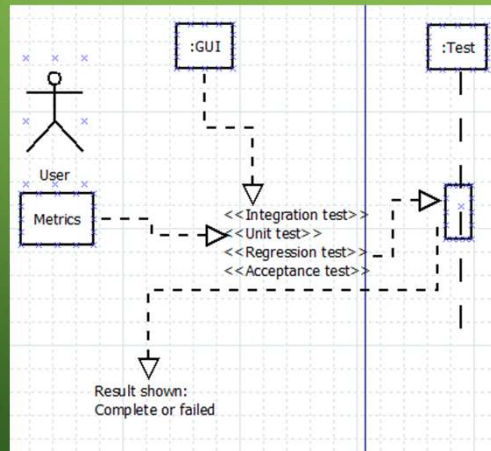 :GUI
:Test
User
Metrics
<<Integration test>>
<<Unit test>>
<<Regression test>>
<<Acceptance test>>
Result shown:
Complete or failed